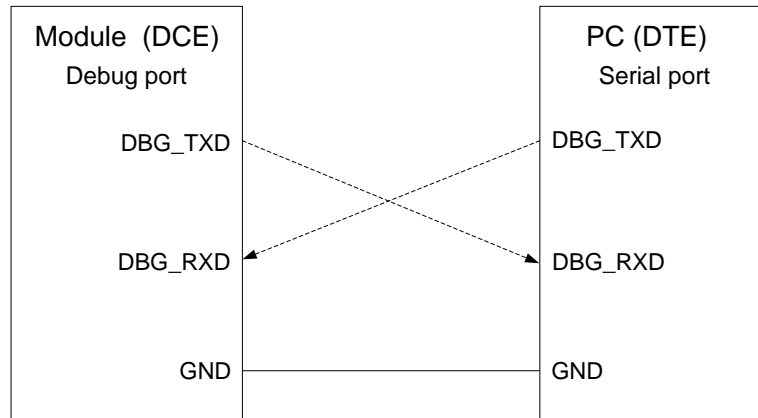 Module (DCE)
Debug port
DBG_TXD
DBG_RXD
GND
PC (DTE)
Serial port
DBG_TXD
DBG_RXD
GND